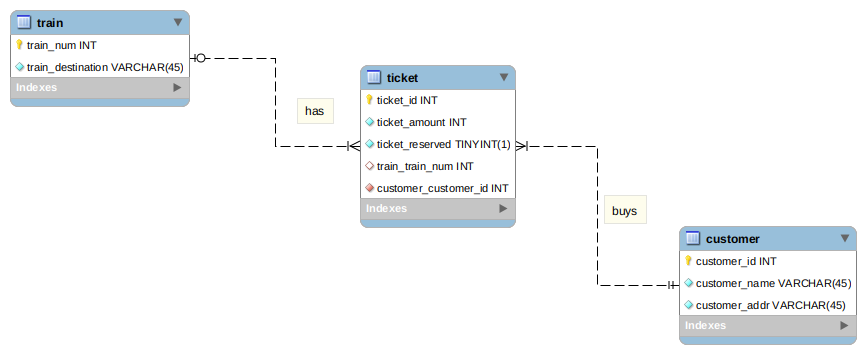 train
train_num INT
train_destination VARCHAR(45)
Indexes
has
ticket
ticket_id INT
ticket_amount INT
ticket_reserved TINYINT(1)
train_train_num INT
customer_customer_id INT
Indexes
buys
customer
customer_id INT
customer_name VARCHAR(45)
customer_addr VARCHAR(45)
Indexes